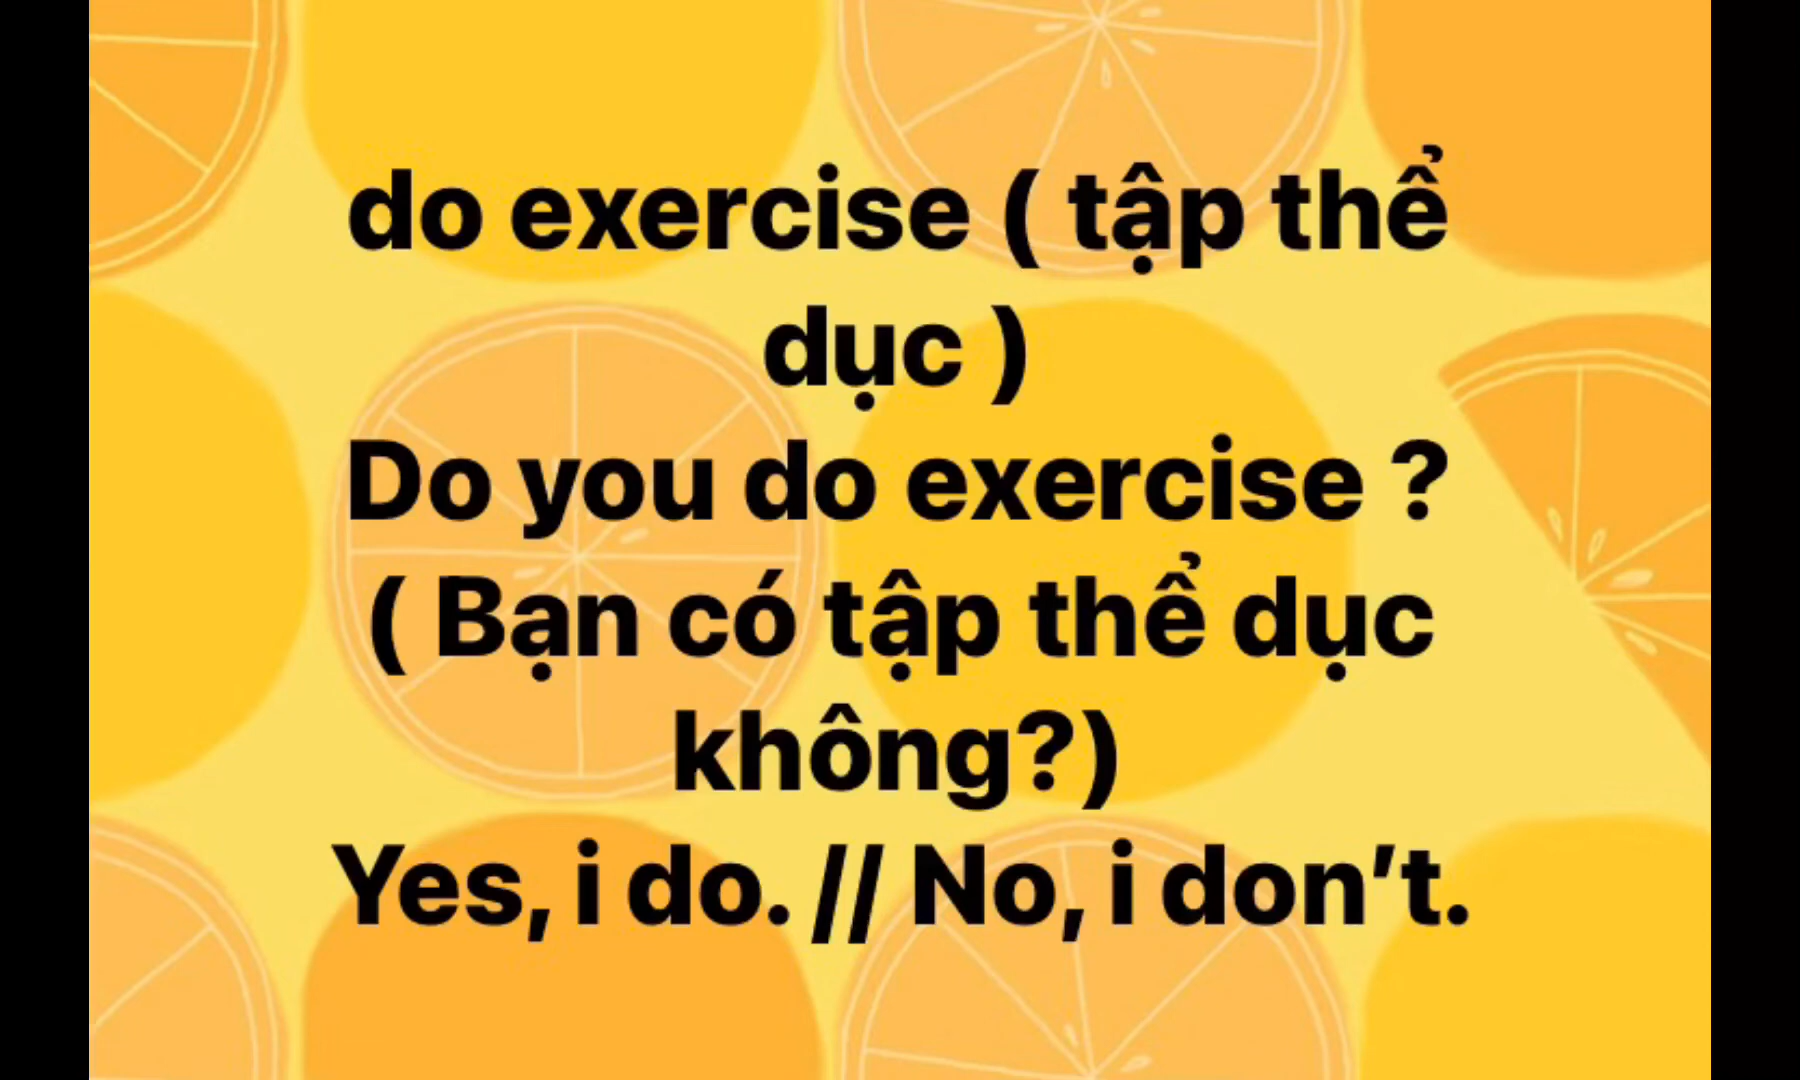 do exercise ( tập thể
dục )
Do you do exercise ?
( Bạn có tập thể dục
không?)
Yes, i do. // No, i don’t.